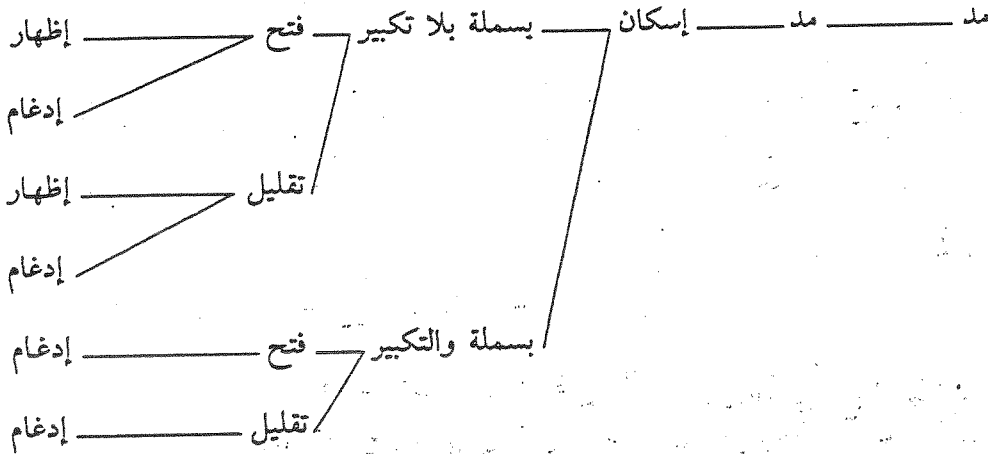 مد مد إسكان بسملة بلا تكبير فتح إظهار
إدغام
تقليل إظهار
إدغام
بسملة والتكبير فتح إدغام
تقليل إدغام